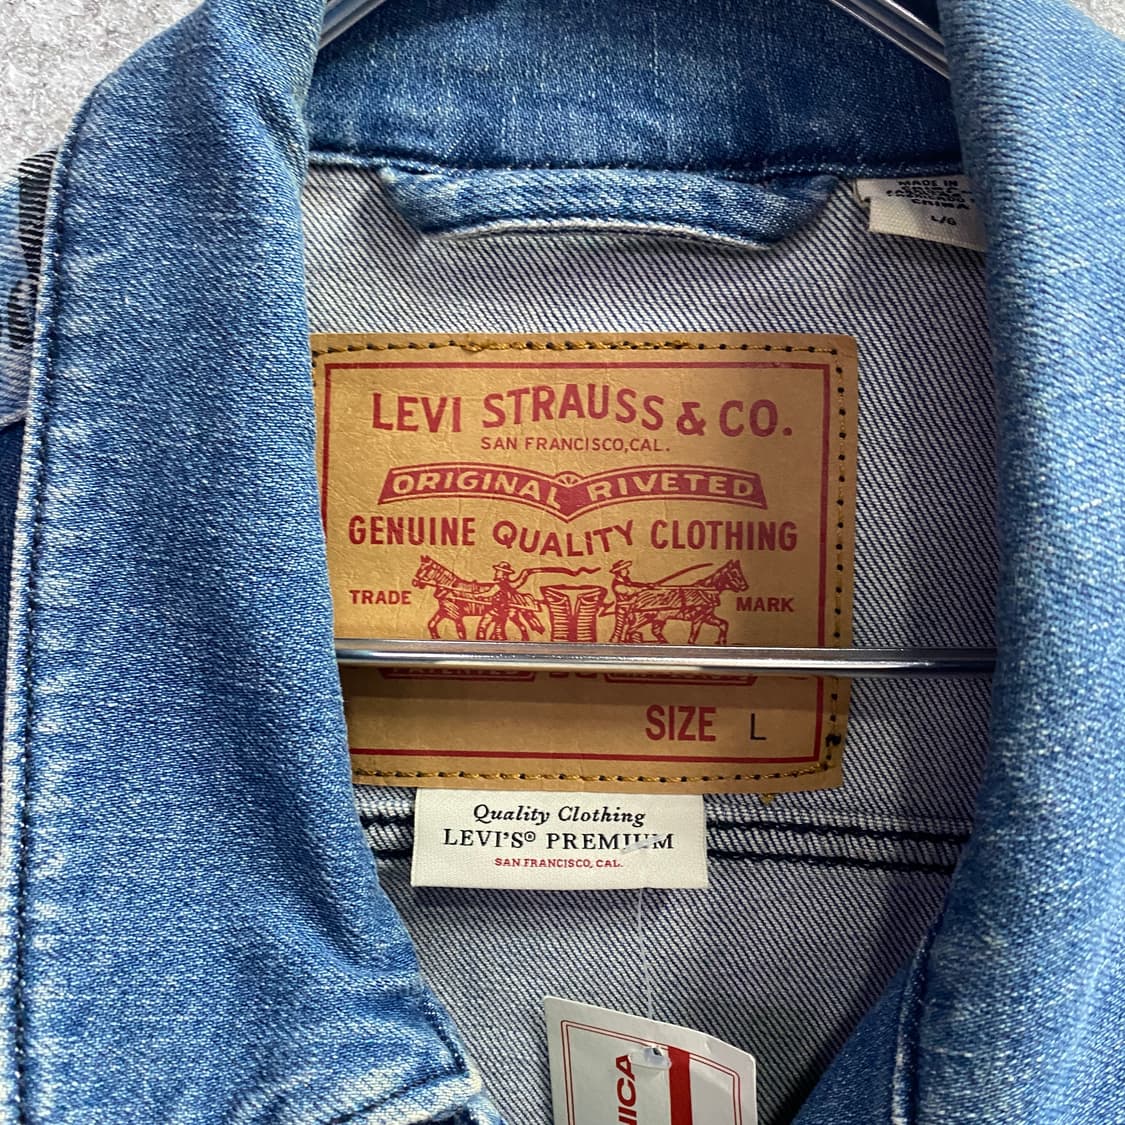 MADE IN
CHINA
L/G
LEVI STRAUSS & CO.
SAN FRANCISCO, CAL.
ORIGINAL RIVETED
GENUINE QUALITY CLOTHING
TRADE MARK
SIZE L
Quality Clothing
LEVI'S® PREMIUM
SAN FRANCISCO, CAL.